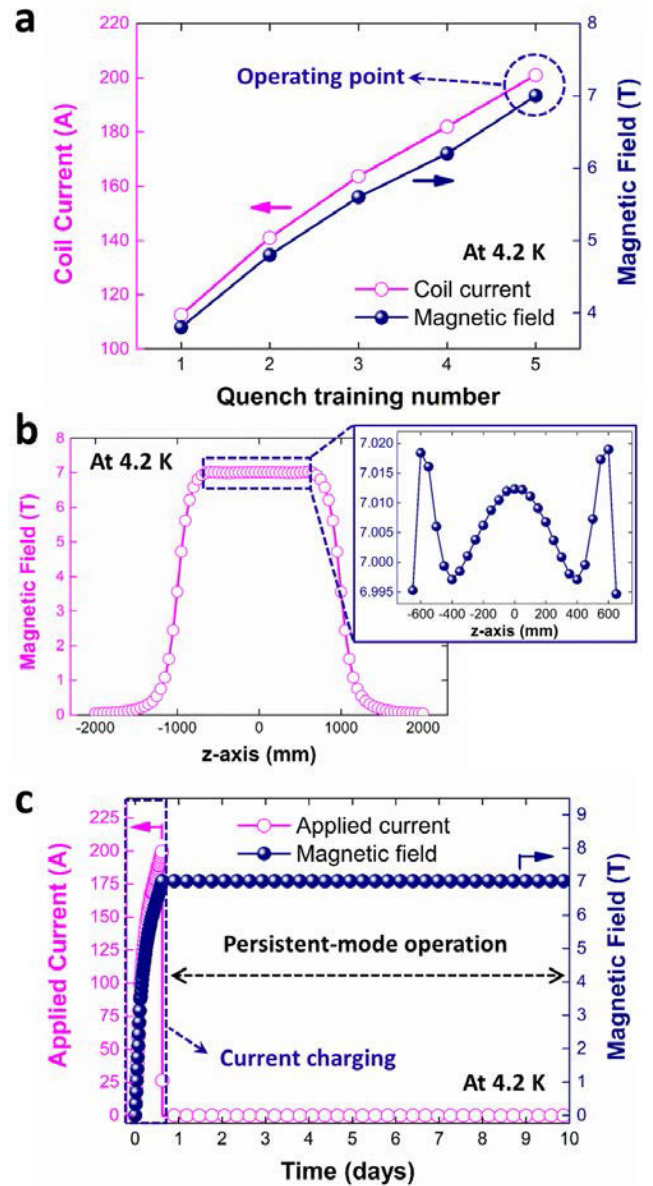 a
Coil Current (A)
220
200
180
160
140
120
100
Operating point
At 4.2 K
Coil current
Magnetic field
8
7
6
5
4
Magnetic Field (T)
1 2 3 4 5
Quench training number
b
Magnetic Field (T)
8
7
6
5
4
3
2
1
0
At 4.2 K
-2000 -1000 0 1000 2000
z-axis (mm)
7.020
7.015
7.010
7.005
7.000
6.995
-600 -400 -200 0 200 400 600
z-axis (mm)
c
Applied Current (A)
225
200
175
150
125
100
75
50
25
0
Applied current
Magnetic field
Persistent-mode operation
Current charging
At 4.2 K
9
8
7
6
5
4
3
2
1
0
Magnetic Field (T)
0 1 2 3 4 5 6 7 8 9 10
Time (days)